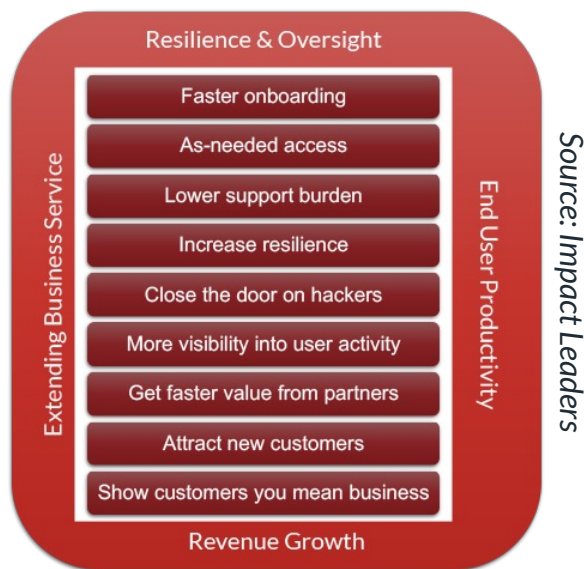 Resilience & Oversight
Extending Business Service
Faster onboarding
As-needed access
Lower support burden
Increase resilience
Close the door on hackers
More visibility into user activity
Get faster value from partners
Attract new customers
Show customers you mean business
End User Productivity
Revenue Growth
Source: Impact Leaders